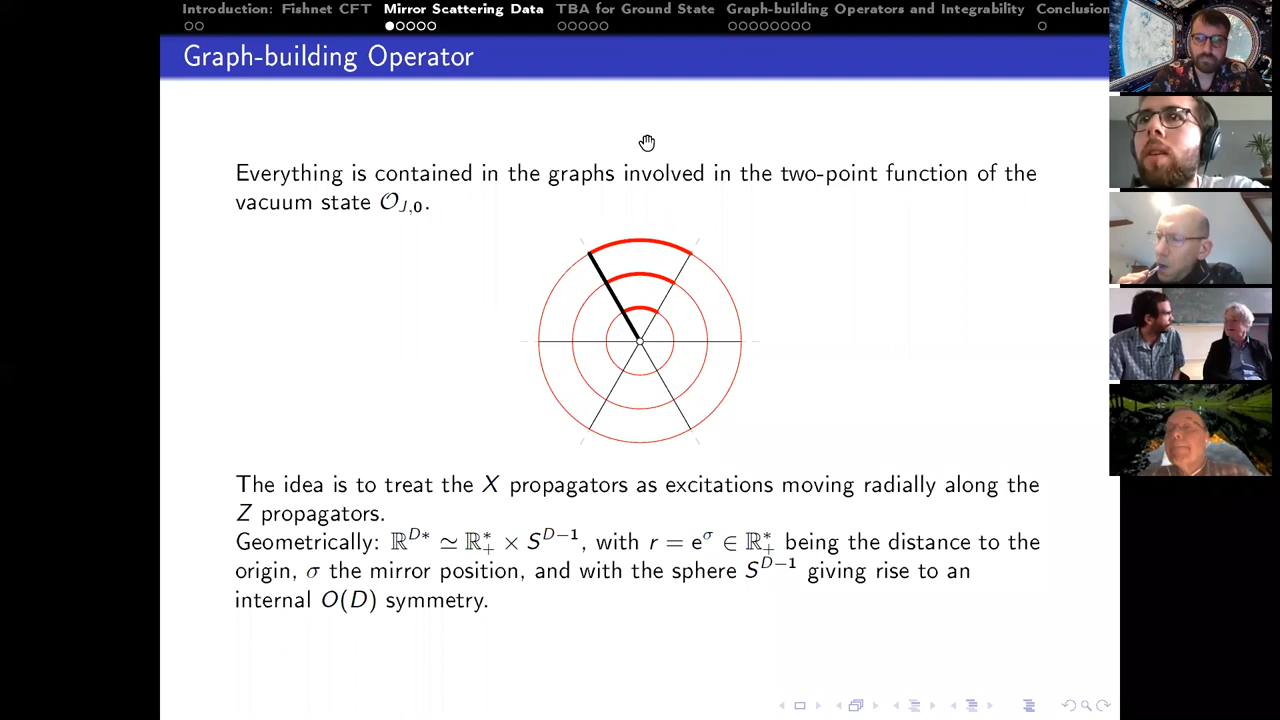 Introduction: Fishnet CFT Mirror Scattering Data TBA for Ground State Graph-building Operators and Integrability Conclusion
Graph-building Operator
Everything is contained in the graphs involved in the two-point function of the
vacuum state 𝒪_{J,0}.
The idea is to treat the X propagators as excitations moving radially along the
Z propagators.
Geometrically: ℝ^{D*} ≃ ℝ^*_+ × S^{D−1}, with r = e^σ ∈ ℝ^*_+ being the distance to the
origin, σ the mirror position, and with the sphere S^{D−1} giving rise to an
internal O(D) symmetry.